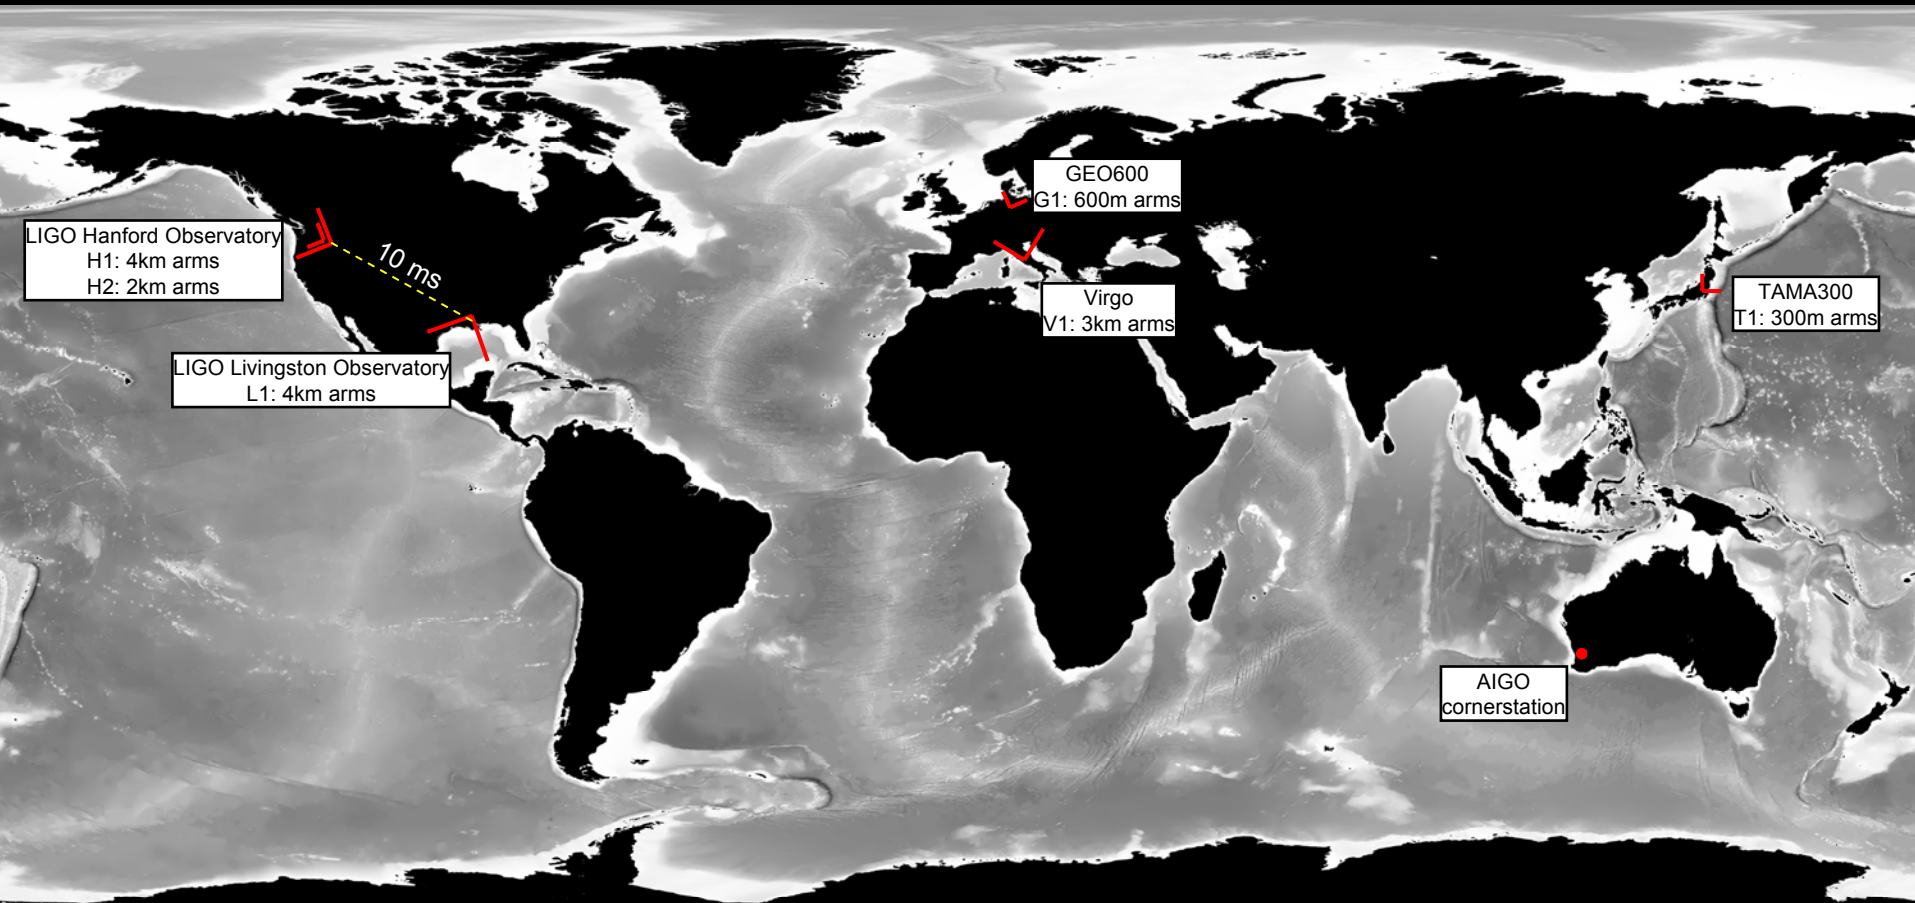 GEO600
G1: 600m arms
LIGO Hanford Observatory
H1: 4km arms
H2: 2km arms
10 ms
Virgo
V1: 3km arms
TAMA300
T1: 300m arms
LIGO Livingston Observatory
L1: 4km arms
AIGO
cornerstation